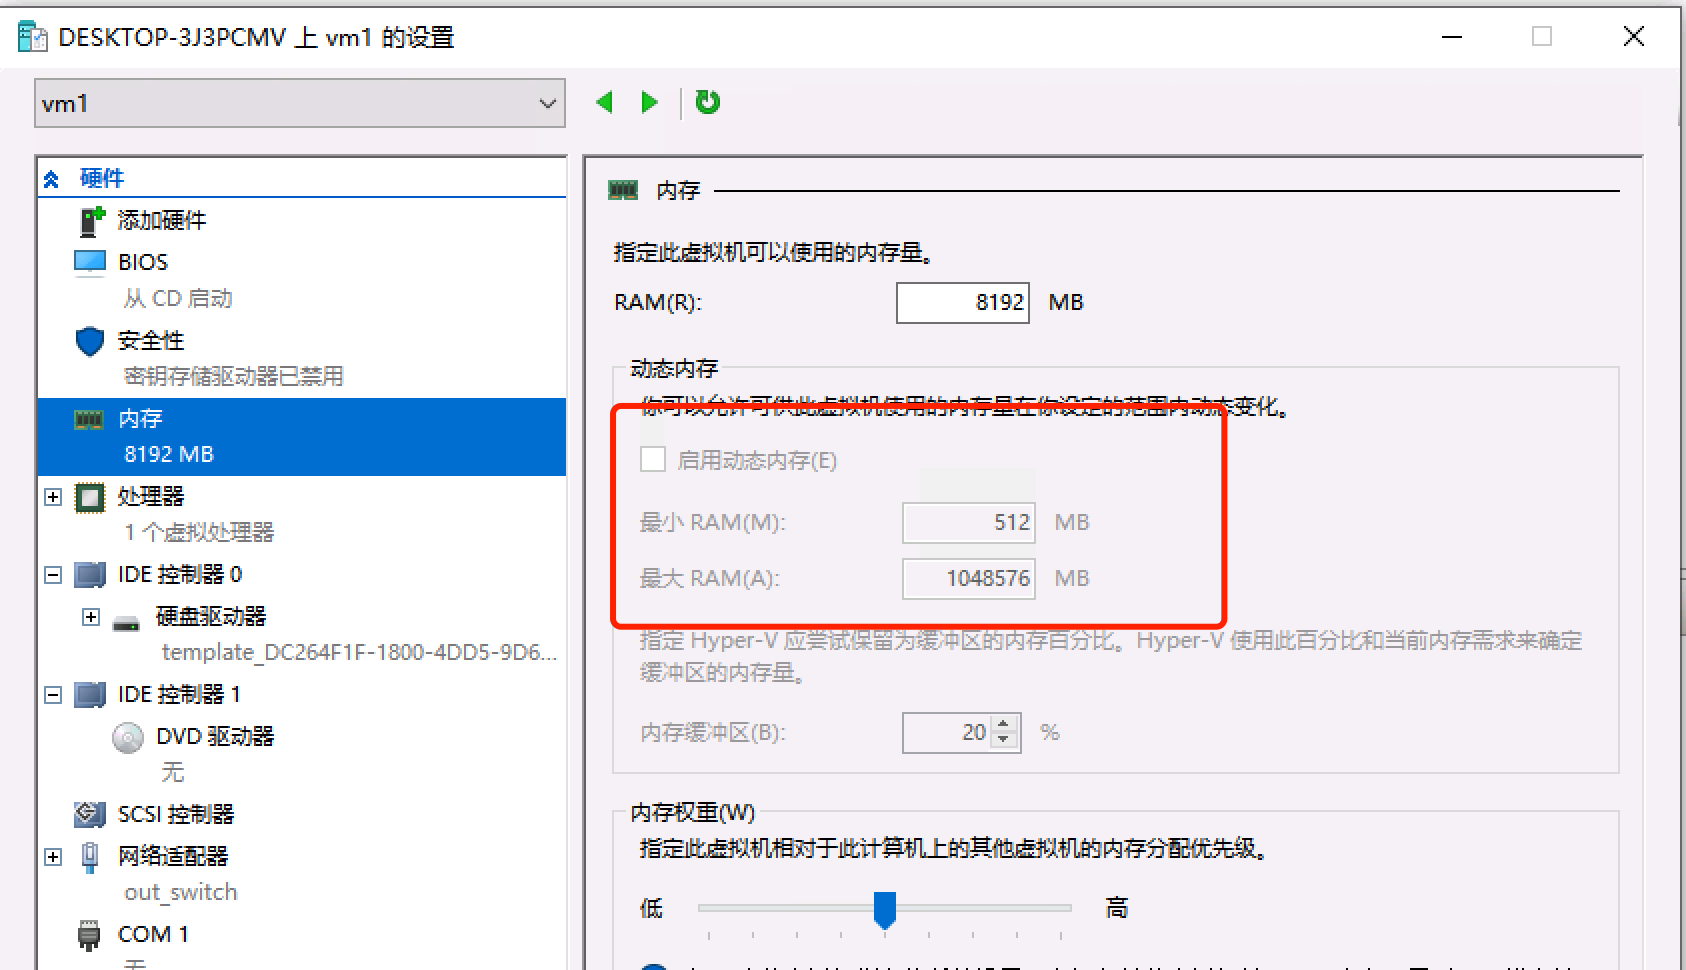 DESKTOP-3J3PCMV 上 vm1 的设置
vm1
硬件
添加硬件
BIOS
从 CD 启动
安全性
密钥存储驱动器已禁用
内存
8192 MB
处理器
1 个虚拟处理器
IDE 控制器 0
硬盘驱动器
template_DC264F1F-1800-4DD5-9D6...
IDE 控制器 1
DVD 驱动器
无
SCSI 控制器
网络适配器
out_switch
COM 1
无
内存
指定此虚拟机可以使用的内存量。
RAM(R): 8192 MB
动态内存
你可以允许可供此虚拟机使用的内存量在你设定的范围内动态变化。
启用动态内存(E)
最小 RAM(M): 512 MB
最大 RAM(A): 1048576 MB
指定 Hyper-V 应尝试保留为缓冲区的内存百分比。Hyper-V 使用此百分比和当前内存需求来确定
缓冲区的内存量。
内存缓冲区(B): 20 %
内存权重(W)
指定此虚拟机相对于此计算机上的其他虚拟机的内存分配优先级。
低 高